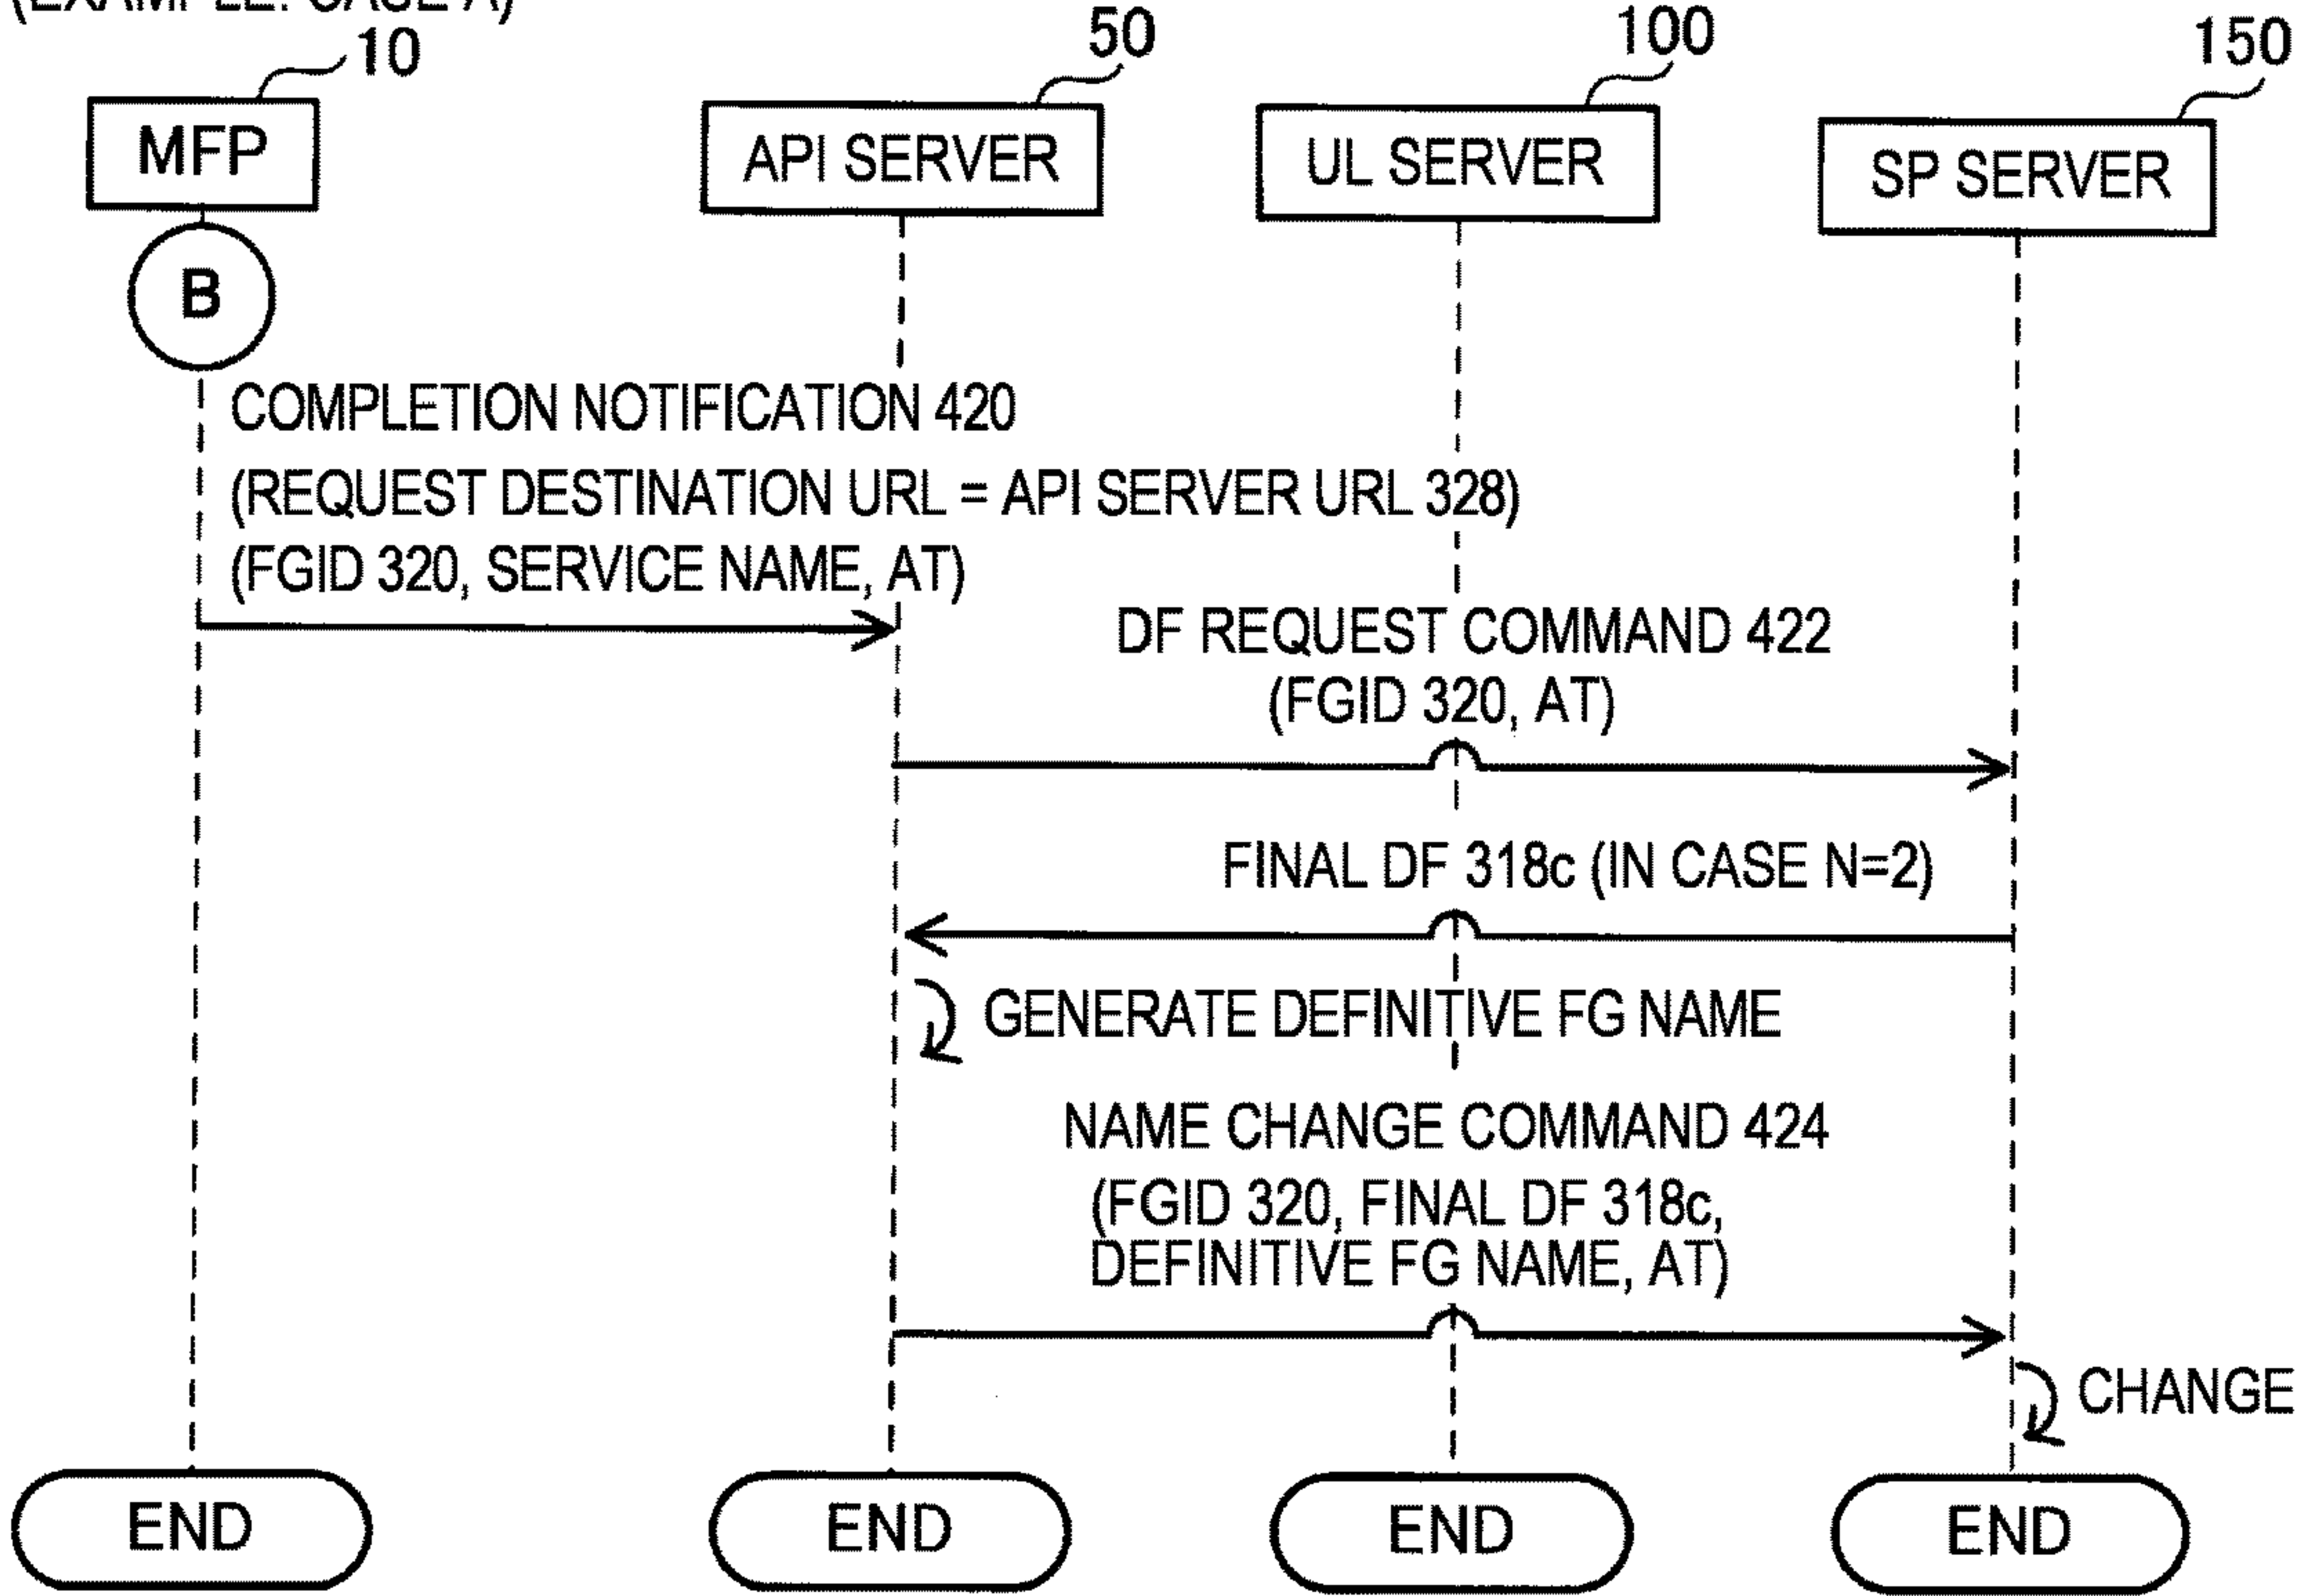 (EXAMPLE: CASE A)
10
50
100
150
MFP
API SERVER
UL SERVER
SP SERVER
B
COMPLETION NOTIFICATION 420
(REQUEST DESTINATION URL = API SERVER URL 328)
(FGID 320, SERVICE NAME, AT)
DF REQUEST COMMAND 422
(FGID 320, AT)
FINAL DF 318c (IN CASE N=2)
GENERATE DEFINITIVE FG NAME
NAME CHANGE COMMAND 424
(FGID 320, FINAL DF 318c,
DEFINITIVE FG NAME, AT)
CHANGE
END
END
END
END